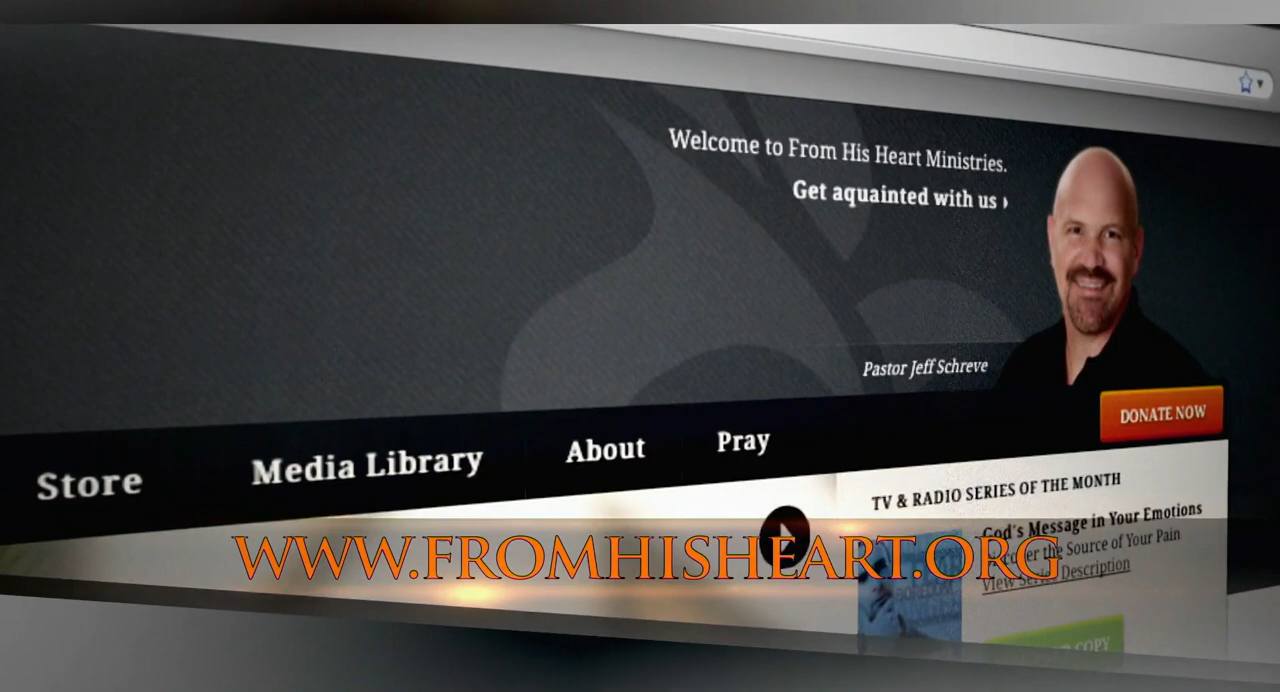 Welcome to From His Heart Ministries.
Get aquainted with us
Pastor Jeff Schreve
DONATE NOW
Store Media Library About Pray
TV & RADIO SERIES OF THE MONTH
God's Message in Your Emotions
the Source of Your Pain
View Series Description
WWW.FROMHISHEART.ORG
COPY